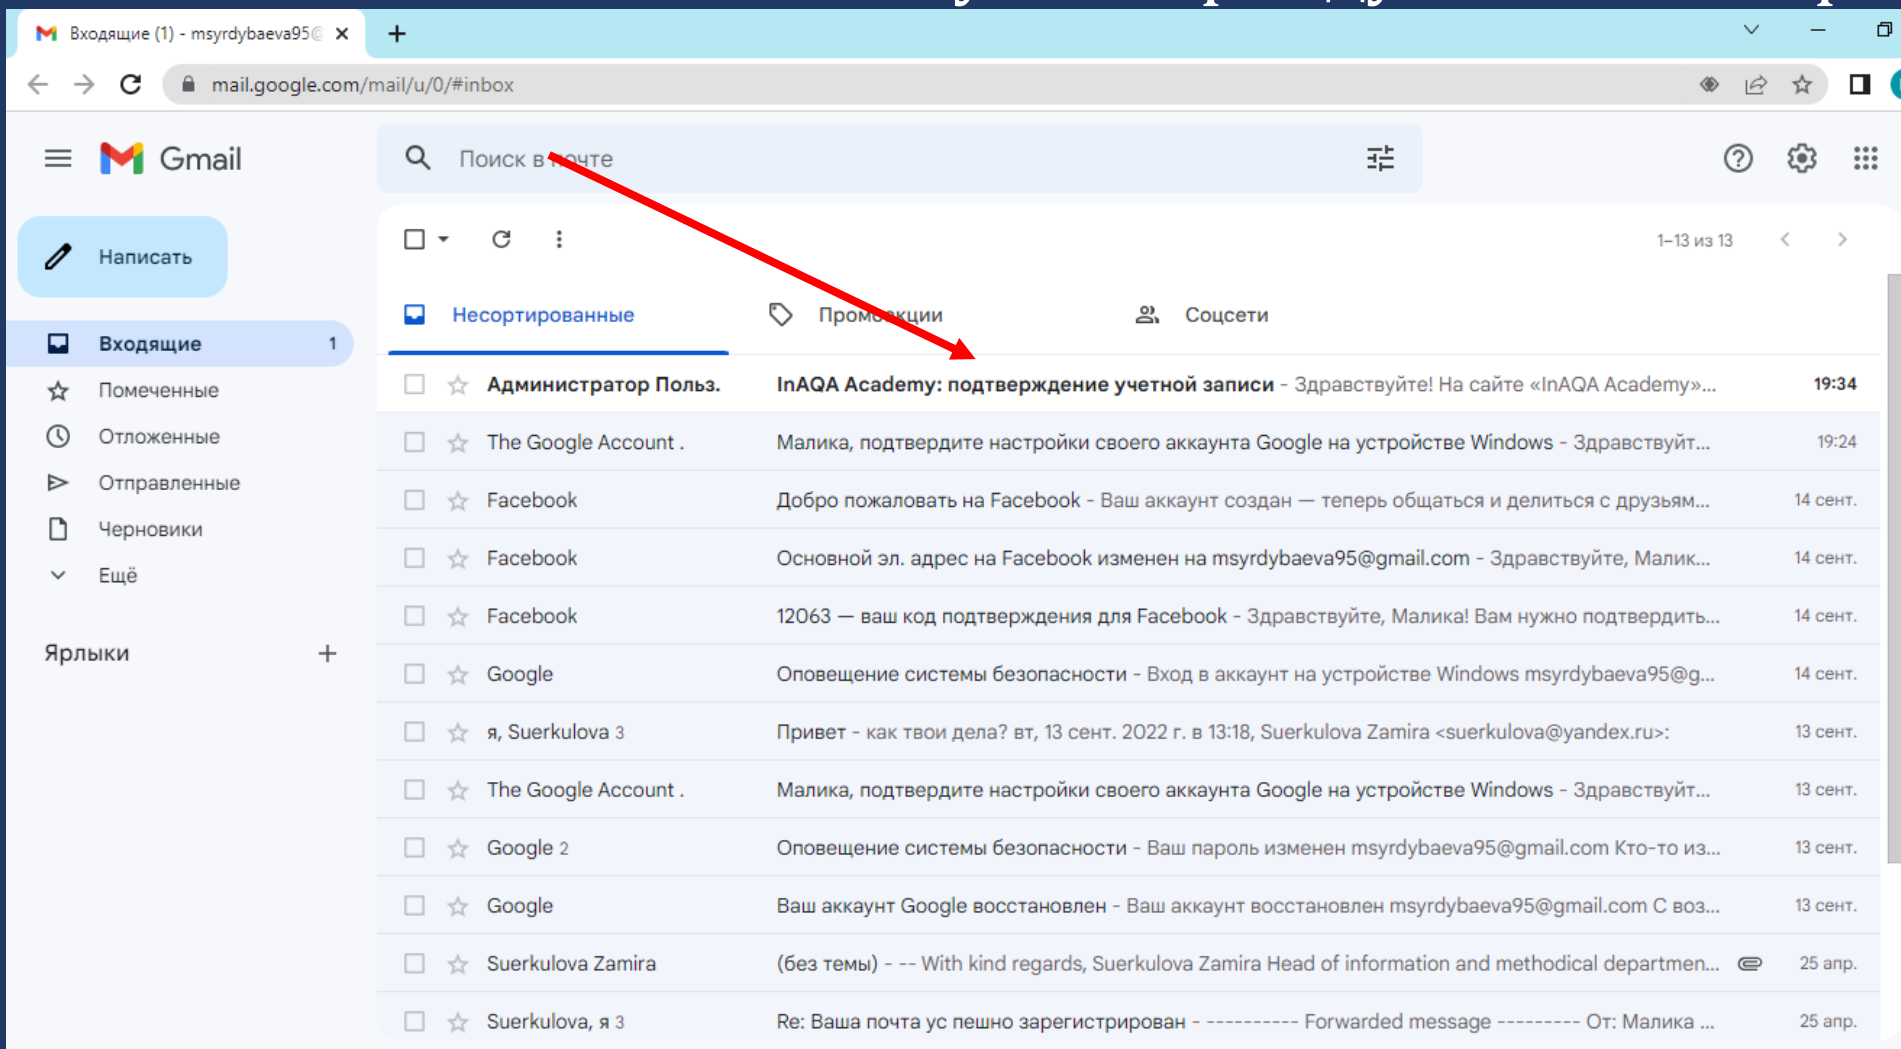 Входящие (1) - msyrdybaeva95@
mail.google.com/mail/u/0/#inbox
Gmail
Поиск в почте
Написать
1–13 из 13
Несортированные Промоакции Соцсети
Входящие 1
Помеченные
Отложенные
Отправленные
Черновики
Ещё
Ярлыки
Администратор Польз. InAQA Academy: подтверждение учетной записи - Здравствуйте! На сайте «InAQA Academy»... 19:34
The Google Account . Малика, подтвердите настройки своего аккаунта Google на устройстве Windows - Здравствуйт... 19:24
Facebook Добро пожаловать на Facebook - Ваш аккаунт создан — теперь общаться и делиться с друзьям... 14 сент.
Facebook Основной эл. адрес на Facebook изменен на msyrdybaeva95@gmail.com - Здравствуйте, Малик... 14 сент.
Facebook 12063 — ваш код подтверждения для Facebook - Здравствуйте, Малика! Вам нужно подтвердить... 14 сент.
Google Оповещение системы безопасности - Вход в аккаунт на устройстве Windows msyrdybaeva95@g... 14 сент.
я, Suerkulova 3 Привет - как твои дела? вт, 13 сент. 2022 г. в 13:18, Suerkulova Zamira <suerkulova@yandex.ru>: 13 сент.
The Google Account . Малика, подтвердите настройки своего аккаунта Google на устройстве Windows - Здравствуйт... 13 сент.
Google 2 Оповещение системы безопасности - Ваш пароль изменен msyrdybaeva95@gmail.com Кто-то из... 13 сент.
Google Ваш аккаунт Google восстановлен - Ваш аккаунт восстановлен msyrdybaeva95@gmail.com С воз... 13 сент.
Suerkulova Zamira (без темы) - -- With kind regards, Suerkulova Zamira Head of information and methodical departmen... 25 апр.
Suerkulova, я 3 Re: Ваша почта ус пешно зарегистрирован - ---------- Forwarded message --------- От: Малика ... 25 апр.